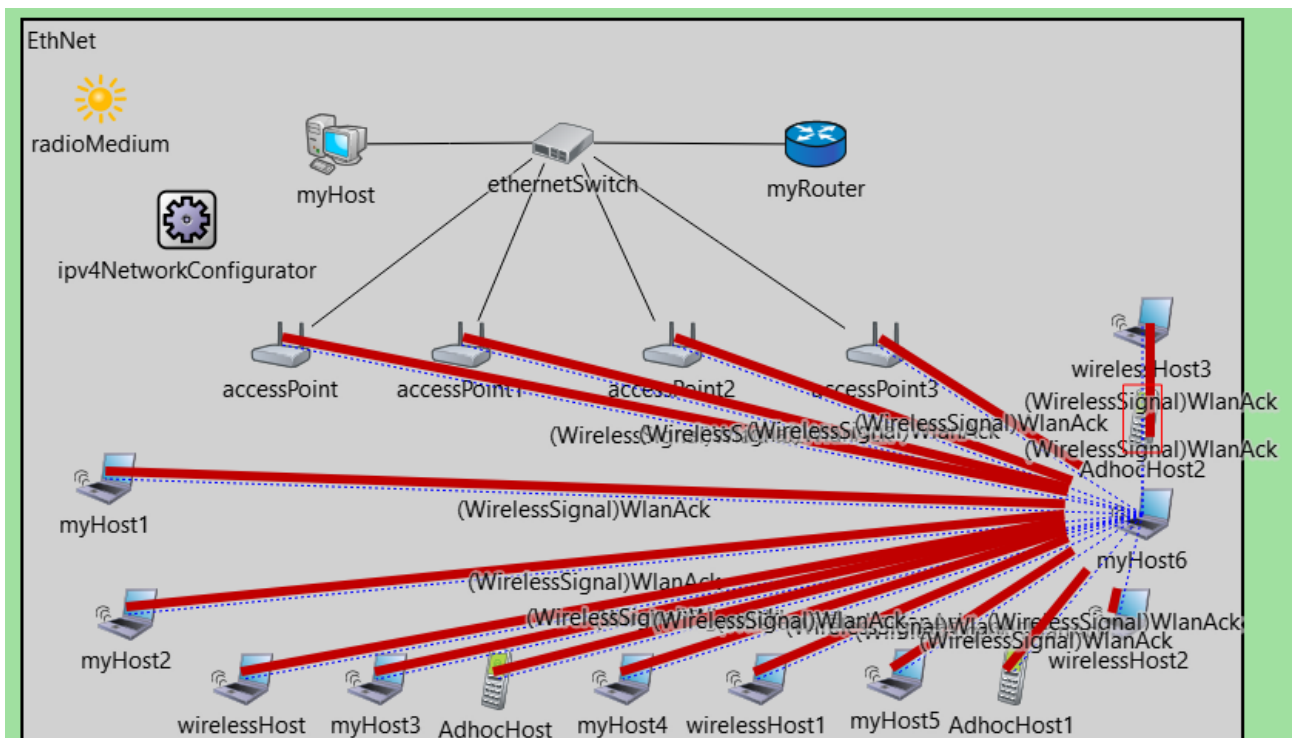 EthNet
radioMedium
myHost
ethernetSwitch
myRouter
ipv4NetworkConfigurator
accessPoint
accessPoint1
accessPoint2
accessPoint3
wirelessHost3
(WirelessSignal)WlanAck
(WirelessSignal)WlanAck
(WirelessSignal)WlanAck
AdhocHost2
myHost1
(WirelessSignal)WlanAck
myHost6
(WirelessSignal)WlanAck
myHost2
(WirelessSignal)WlanAck
(WirelessSignal)WlanAck
(WirelessSignal)WlanAck
wirelessHost2
wirelessHost
myHost3
AdhocHost
myHost4
wirelessHost1
myHost5
AdhocHost1